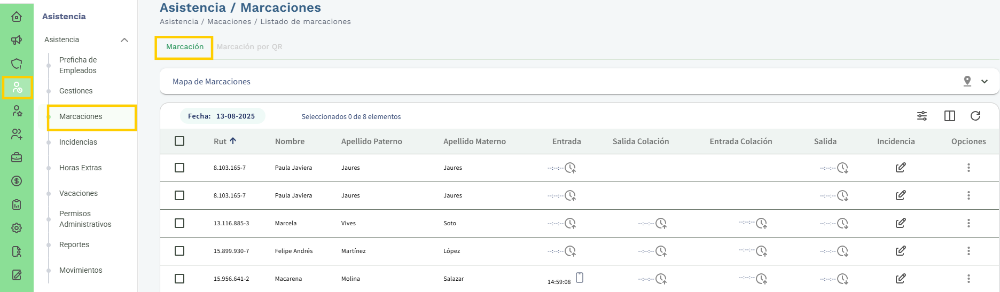 Asistencia
Asistencia
Preficha de
Empleados
Gestiones
Marcaciones
Incidencias
Horas Extras
Vacaciones
Permisos
Administrativos
Reportes
Movimientos
Asistencia / Marcaciones
Asistencia / Macaciones / Listado de marcaciones
Marcación Marcación por QR
Mapa de Marcaciones
Fecha: 13-08-2025 Seleccionados 0 de 8 elementos
Rut Nombre Apellido Paterno Apellido Materno Entrada Salida Colación Entrada Colación Salida Incidencia Opciones
8.103.165-7 Paula Javiera Jaures Jaures --:--:-- --:--:--
8.103.165-7 Paula Javiera Jaures Jaures --:--:-- --:--:--
13.116.885-3 Marcela Vives Soto --:--:-- --:--:-- --:--:-- --:--:--
15.899.930-7 Felipe Andrés Martínez López --:--:-- --:--:-- --:--:-- --:--:--
15.956.641-2 Macarena Molina Salazar 14:59:08 --:--:-- --:--:-- --:--:--